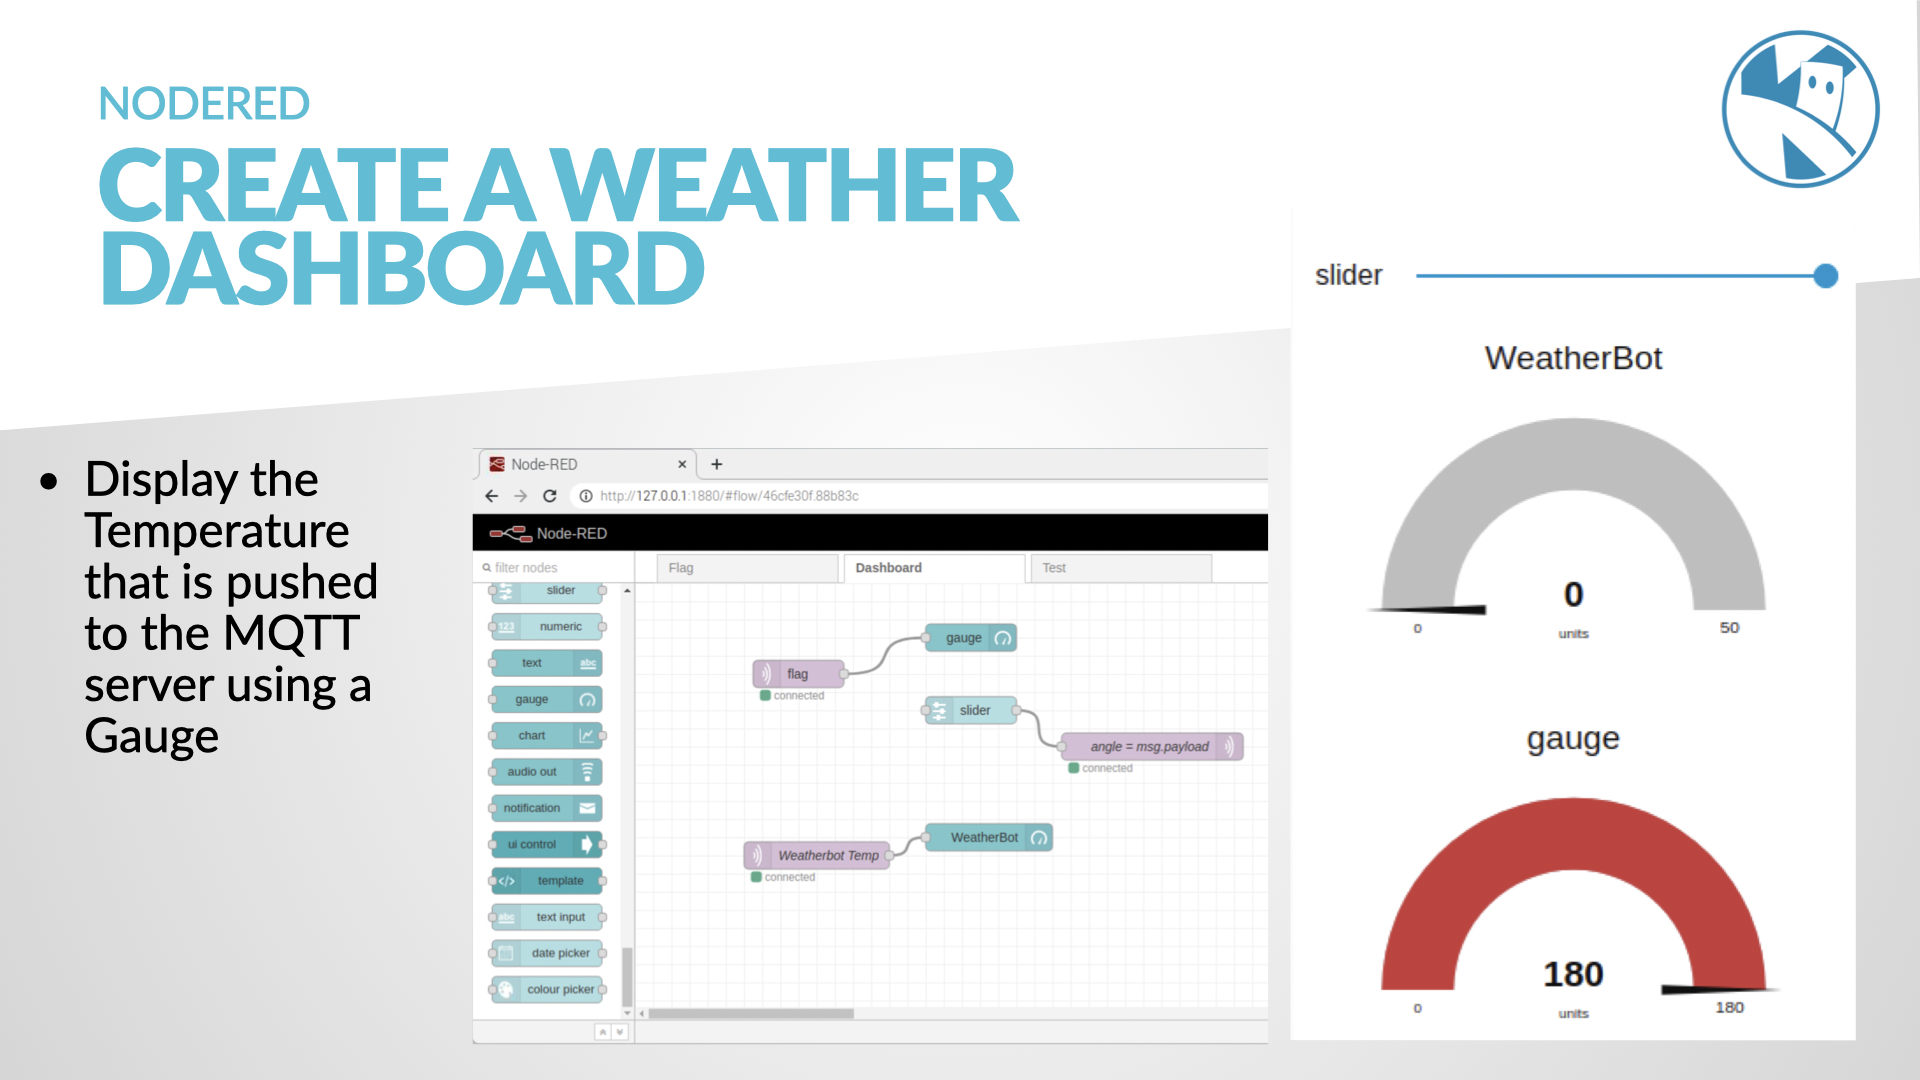 NODERED
CREATE A WEATHER
DASHBOARD
• Display the
Temperature
that is pushed
to the MQTT
server using a
Gauge
Node-RED
http://127.0.0.1:1880/#flow/46cfe30f.88b83c
Node-RED
filter nodes
Flag
Dashboard
Test
slider
123 numeric
text abc
gauge
chart
audio out
notification
ui control
</> template
abc text input
date picker
colour picker
gauge
flag
connected
slider
angle = msg.payload
connected
WeatherBot
Weatherbot Temp
connected
slider
WeatherBot
0
units
0
50
gauge
180
units
0
180